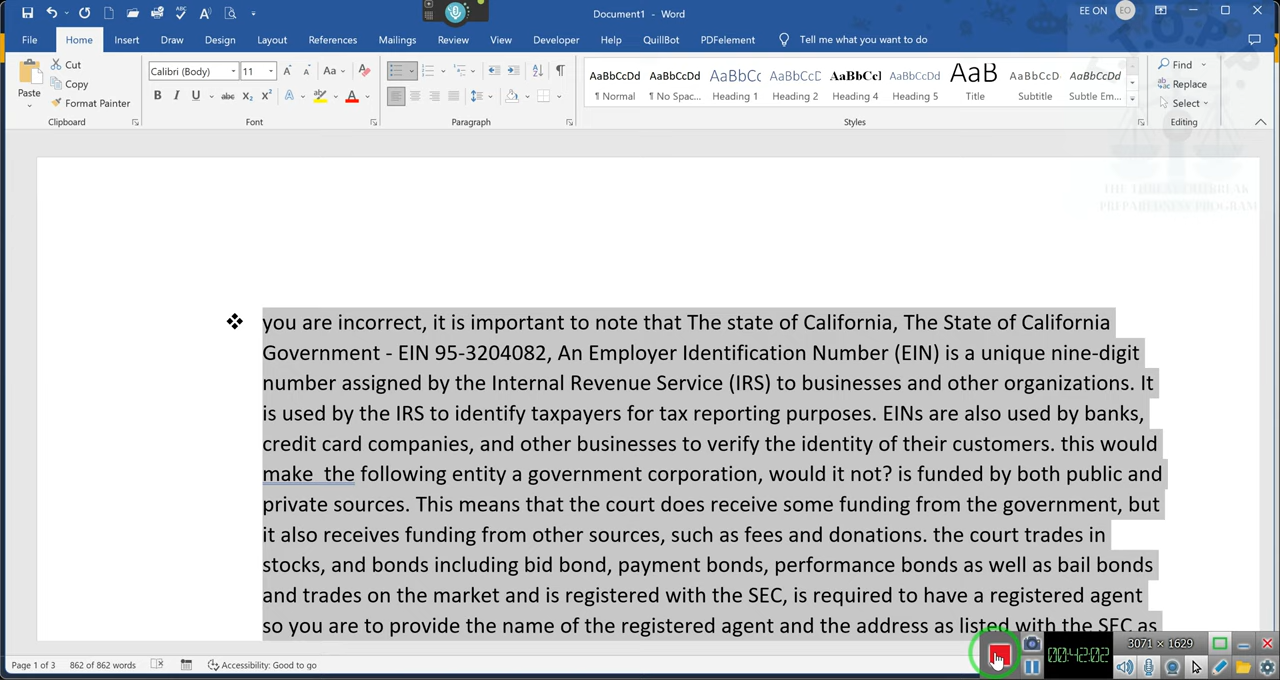 Document1 - Word
EE ON
EO
File Home Insert Draw Design Layout References Mailings Review View Developer Help QuillBot PDFelement Tell me what you want to do
Paste
Cut
Copy
Format Painter
Clipboard
Calibri (Body) 11
Font
Paragraph
AaBbCcDd AaBbCcDd AaBbCc AaBbCcDd AaBbCcl AaBbCcDd AaB AaBbCcDd AaBbCcDd
¶ Normal ¶ No Spac... Heading 1 Heading 2 Heading 4 Heading 5 Title Subtitle Subtle Em...
Styles
Find
Replace
Select
Editing
T.O.P.
THE THREAT OUTBREAK
PREPAREDNESS PROGRAM
❖ you are incorrect, it is important to note that The state of California, The State of California
Government - EIN 95-3204082, An Employer Identification Number (EIN) is a unique nine-digit
number assigned by the Internal Revenue Service (IRS) to businesses and other organizations. It
is used by the IRS to identify taxpayers for tax reporting purposes. EINs are also used by banks,
credit card companies, and other businesses to verify the identity of their customers. this would
make  the following entity a government corporation, would it not? is funded by both public and
private sources. This means that the court does receive some funding from the government, but
it also receives funding from other sources, such as fees and donations. the court trades in
stocks, and bonds including bid bond, payment bonds, performance bonds as well as bail bonds
and trades on the market and is registered with the SEC, is required to have a registered agent
so you are to provide the name of the registered agent and the address as listed with the SEC as
Page 1 of 3 862 of 862 words Accessibility: Good to go
00:42:02
3071 × 1629